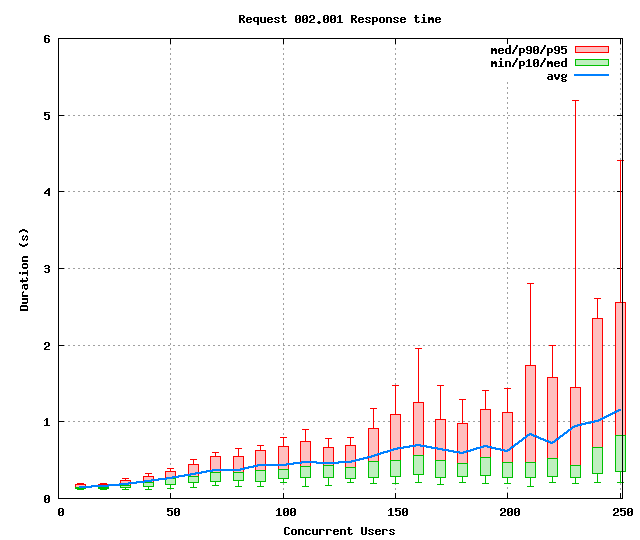 Request 002.001 Response time
med/p90/p95
min/p10/med
avg
6
5
4
3
2
1
0
Duration (s)
0 50 100 150 200 250
Concurrent Users